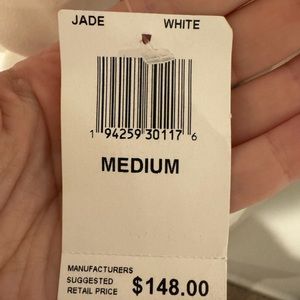 JADE WHITE
1 94259 30117 6
MEDIUM
MANUFACTURERS
SUGGESTED
RETAIL PRICE $148.00